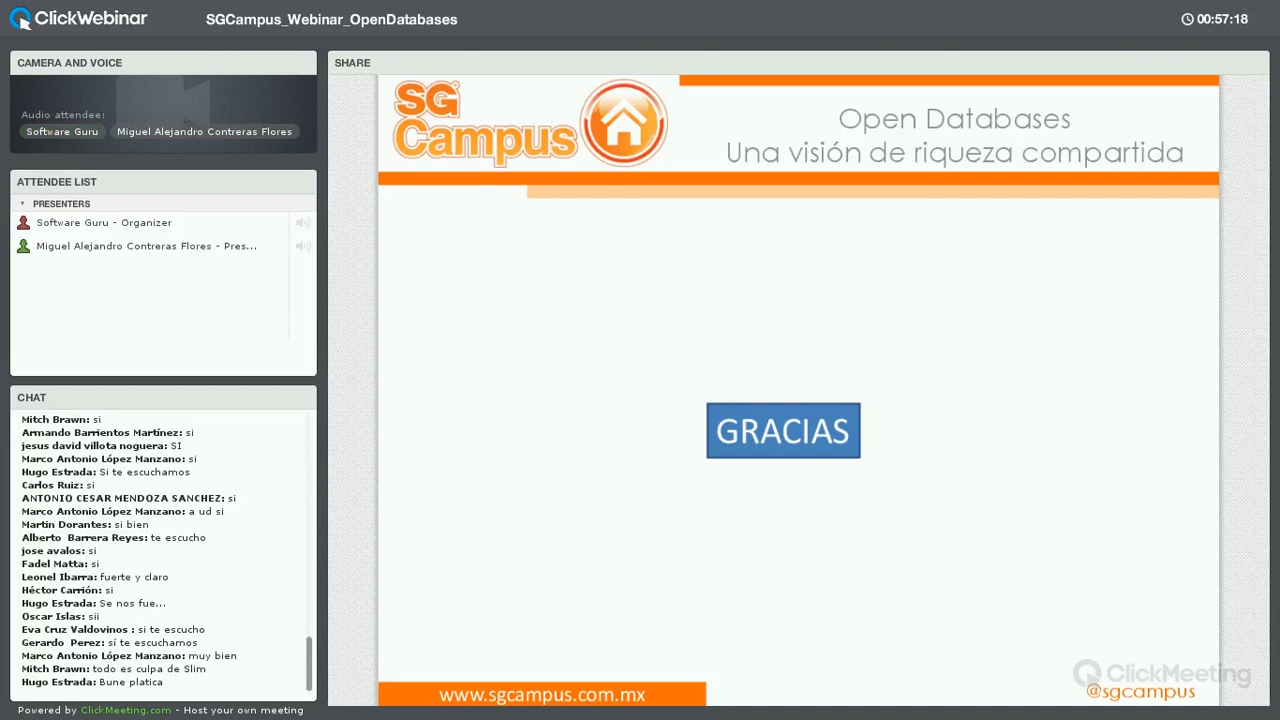 ClickWebinar
SGCampus_Webinar_OpenDatabases
00:57:18
CAMERA AND VOICE
Audio attendee:
Software Guru
Miguel Alejandro Contreras Flores
ATTENDEE LIST
PRESENTERS
Software Guru - Organizer
Miguel Alejandro Contreras Flores - Pres...
CHAT
Mitch Brawn: si
Armando Barrientos Martínez: si
jesus david villota noguera: SI
Marco Antonio López Manzano: si
Hugo Estrada: Si te escuchamos
Carlos Ruiz: si
ANTONIO CESAR MENDOZA SANCHEZ: si
Marco Antonio López Manzano: a ud si
Martin Dorantes: si bien
Alberto Barrera Reyes: te escucho
jose avalos: si
Fadel Matta: si
Leonel Ibarra: fuerte y claro
Héctor Carrión: si
Hugo Estrada: Se nos fue...
Oscar Islas: sii
Eva Cruz Valdovinos : si te escucho
Gerardo Perez: sí te escuchamos
Marco Antonio López Manzano: muy bien
Mitch Brawn: todo es culpa de Slim
Hugo Estrada: Bune platica
Powered by ClickMeeting.com - Host your own meeting
SHARE
SG
Campus
Open Databases
Una visión de riqueza compartida
GRACIAS
ClickMeeting
www.sgcampus.com.mx
@sgcampus